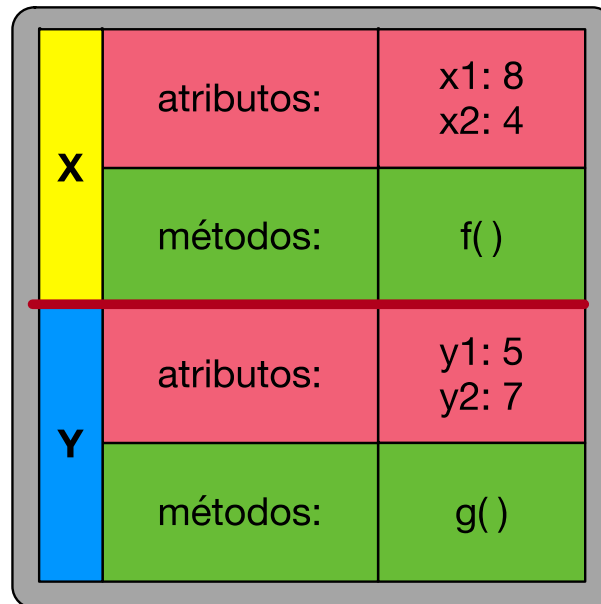 X
atributos:
x1: 8
x2: 4
métodos:
f( )
Y
atributos:
y1: 5
y2: 7
métodos:
g( )